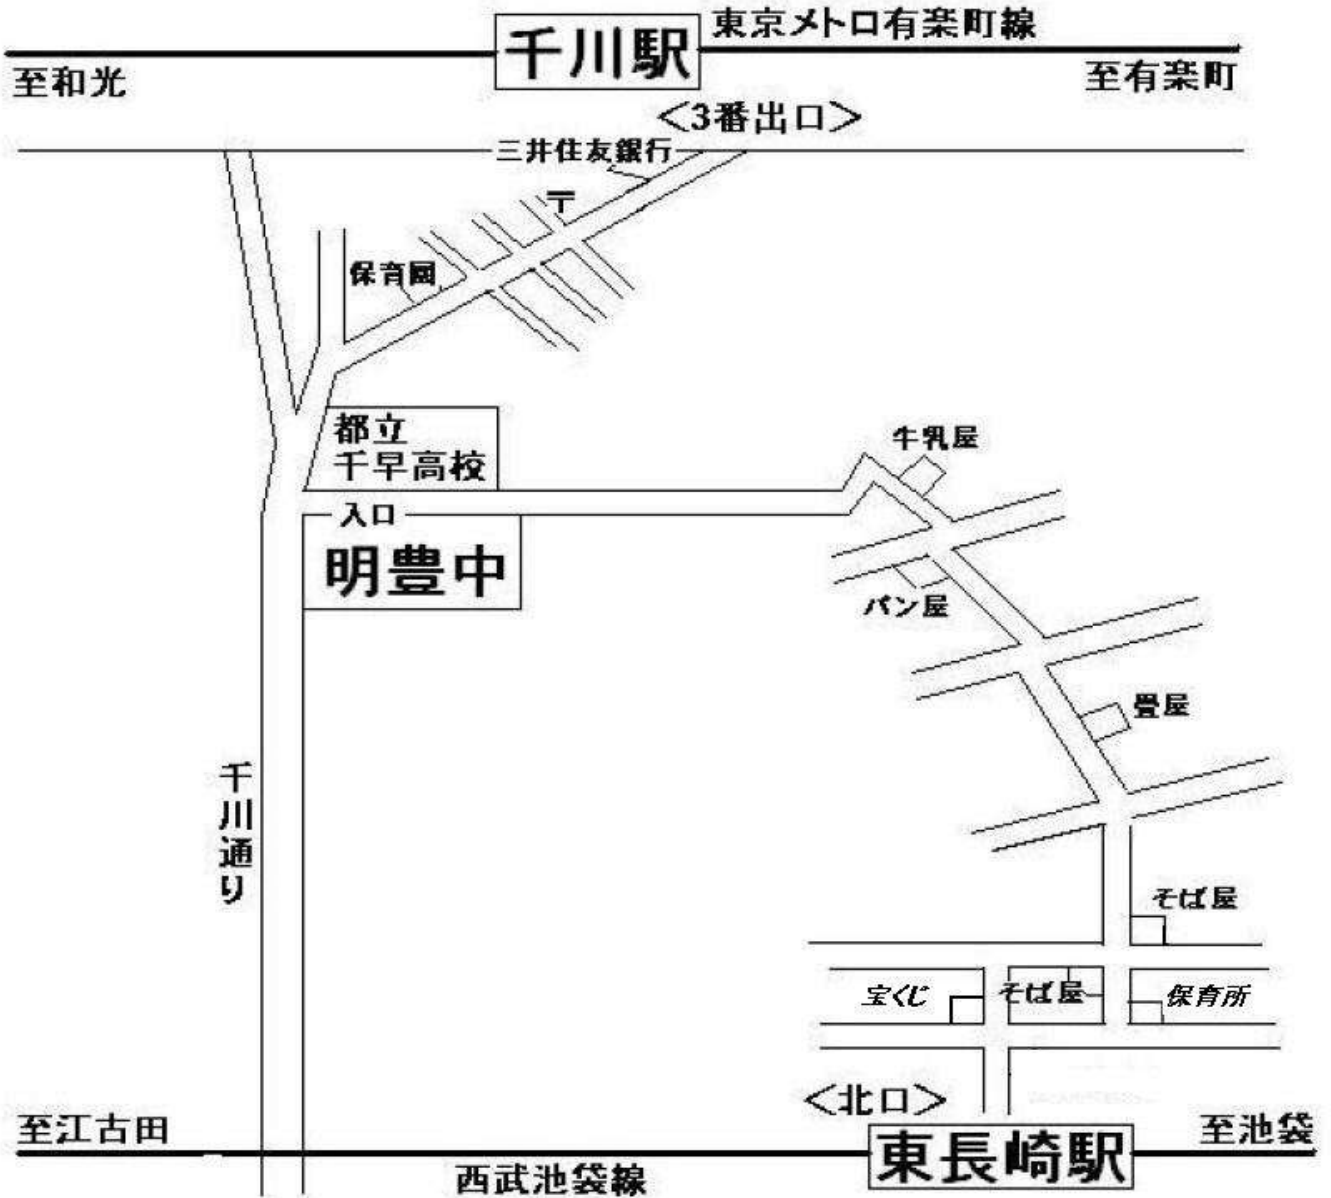 東京メトロ有楽町線
千川駅
至和光
至有楽町
<3番出口>
三井住友銀行
〒
保育園
都立
千早高校
牛乳屋
入口
明豊中
パン屋
畳屋
千川通り
そば屋
宝くじ
そば屋
保育所
<北口>
至江古田
至池袋
東長崎駅
西武池袋線